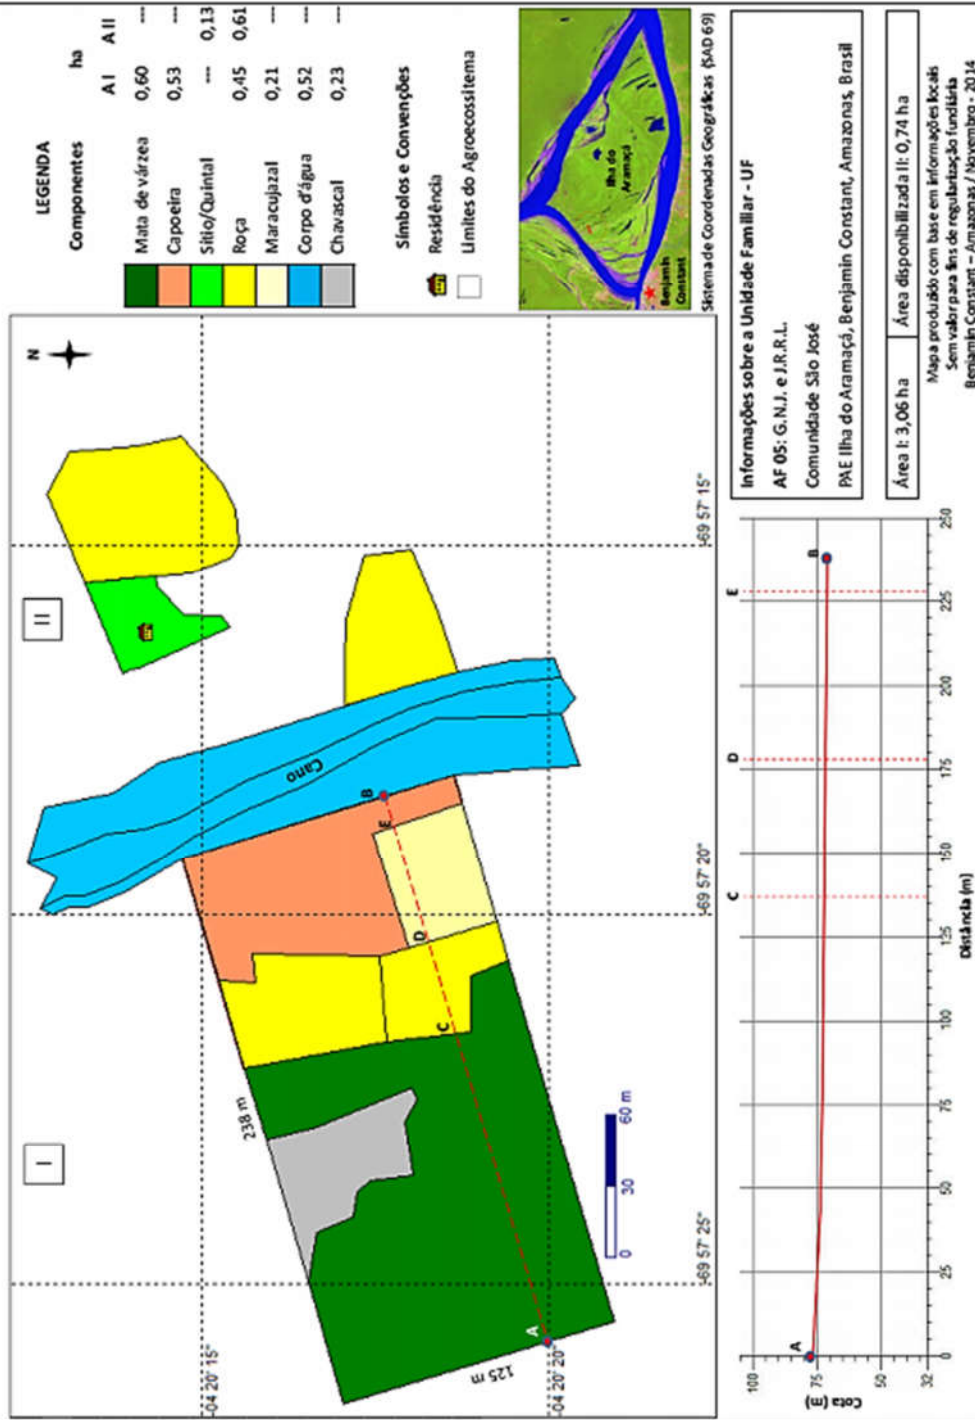 I
II
N
238 m
125 m
Cano
A
B
C
D
E
-04 20' 15"
-04 20' 20"
-69 57' 25"
-69 57' 20"
-69 57' 15"
0 30 60 m
LEGENDA
Componentes ha
A I A II
Mata de várzea 0,60 ---
Capoeira 0,53 ---
Sítio/Quintal --- 0,13
Roça 0,45 0,61
Maracujazal 0,21 ---
Corpo d'água 0,52 ---
Chavascal 0,23 ---
Símbolos e Convenções
Residência
Limites do Agroecossitema
Ilha do
Aramaçá
Benjamin
Constant
Sistema de Coordenadas Geográficas (SAD 69)
A C D E B
Cota (m)
100
75
50
32
0 25 50 75 100 125 150 175 200 225 250
Distância (m)
Informações sobre a Unidade Familiar - UF
AF 05: G.N.J. e J.R.R.L.
Comunidade São José
PAE Ilha do Aramaçá, Benjamin Constant, Amazonas, Brasil
Área I: 3,06 ha Área disponibilizada II: 0,74 ha
Mapa produzido com base em informações locais
Sem valor para fins de regularização fundiária
Benjamin Constant – Amazonas / Novembro - 2014